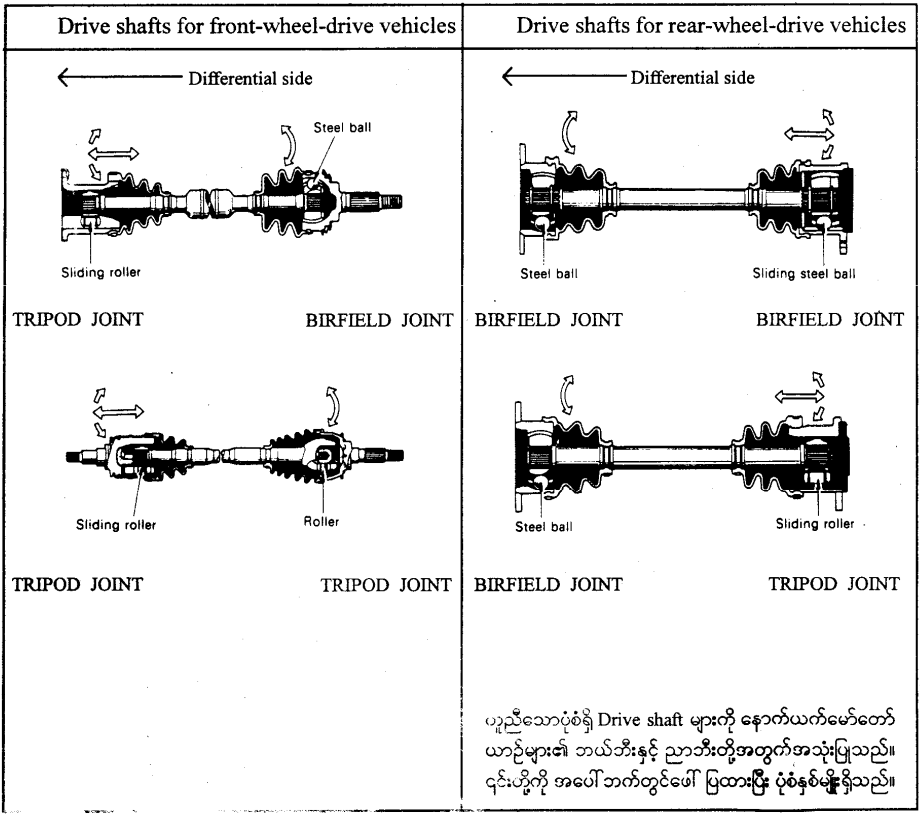 Drive shafts for front-wheel-drive vehicles
Differential side
Steel ball
Sliding roller
TRIPOD JOINT BIRFIELD JOINT
Sliding roller
Roller
TRIPOD JOINT TRIPOD JOINT
Drive shafts for rear-wheel-drive vehicles
Differential side
Steel ball
Sliding steel ball
BIRFIELD JOINT BIRFIELD JOINT
Steel ball
Sliding roller
BIRFIELD JOINT TRIPOD JOINT
ယူညီသောပုံစံရှိ Drive shaft များကို နောက်ယက်မော်တော်
ယာဉ်များ၏ ဘယ်ဘီးနှင့် ညာဘီးတို့အတွက်အသုံးပြုသည်။
၎င်းတို့ကို အပေါ်ဘက်တွင်ဖေါ်ပြထားပြီး ပုံစံနှစ်မျိုးရှိသည်။